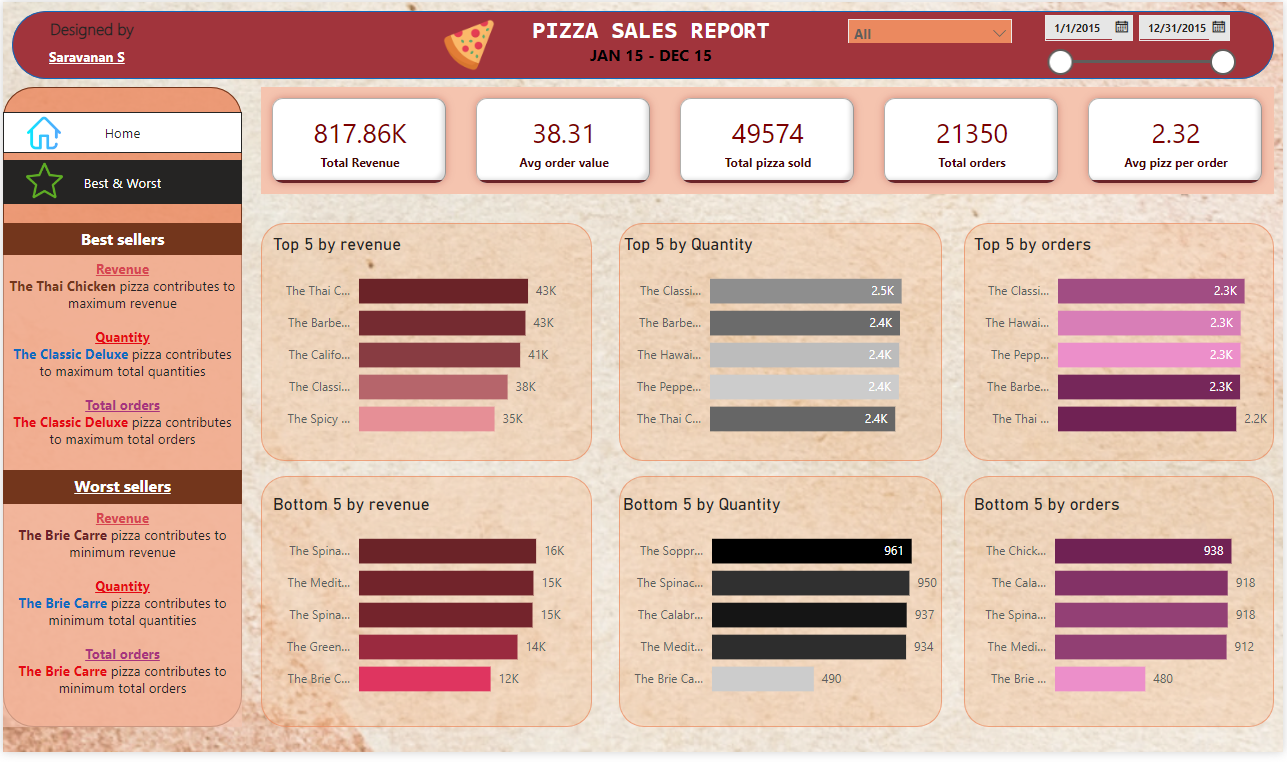 Designed by
Saravanan S
PIZZA SALES REPORT
JAN 15 - DEC 15
All
1/1/2015
12/31/2015
Home
Best & Worst
817.86K
Total Revenue
38.31
Avg order value
49574
Total pizza sold
21350
Total orders
2.32
Avg pizz per order
Best sellers
Revenue
The Thai Chicken pizza contributes to
maximum revenue
Quantity
The Classic Deluxe pizza contributes
to maximum total quantities
Total orders
The Classic Deluxe pizza contributes
to maximum total orders
Worst sellers
Revenue
The Brie Carre pizza contributes to
minimum revenue
Quantity
The Brie Carre pizza contributes to
minimum total quantities
Total orders
The Brie Carre pizza contributes to
minimum total orders
Top 5 by revenue
The Thai C... 43K
The Barbe... 43K
The Califo... 41K
The Classi... 38K
The Spicy ... 35K
Top 5 by Quantity
The Classi... 2.5K
The Barbe... 2.4K
The Hawai... 2.4K
The Peppe... 2.4K
The Thai C... 2.4K
Top 5 by orders
The Classi... 2.3K
The Hawai... 2.3K
The Pepp... 2.3K
The Barbe... 2.3K
The Thai ... 2.2K
Bottom 5 by revenue
The Spina... 16K
The Medit... 15K
The Spina... 15K
The Green... 14K
The Brie C... 12K
Bottom 5 by Quantity
The Soppr... 961
The Spinac... 950
The Calabr... 937
The Medit... 934
The Brie Ca... 490
Bottom 5 by orders
The Chick... 938
The Cala... 918
The Spina... 918
The Medi... 912
The Brie ... 480